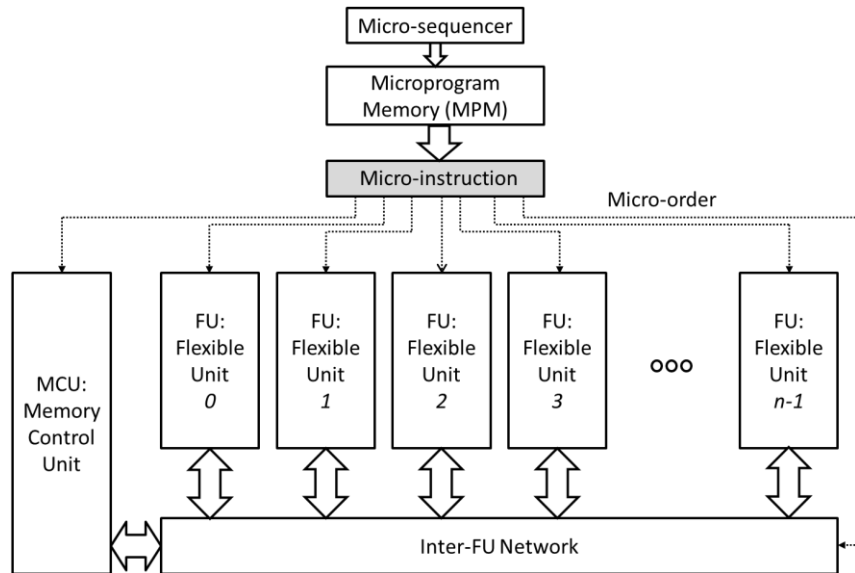 Micro-sequencer
Microprogram
Memory (MPM)
Micro-instruction
Micro-order
MCU:
Memory
Control
Unit
FU:
Flexible
Unit
0
FU:
Flexible
Unit
1
FU:
Flexible
Unit
2
FU:
Flexible
Unit
3
ooo
FU:
Flexible
Unit
n-1
Inter-FU Network